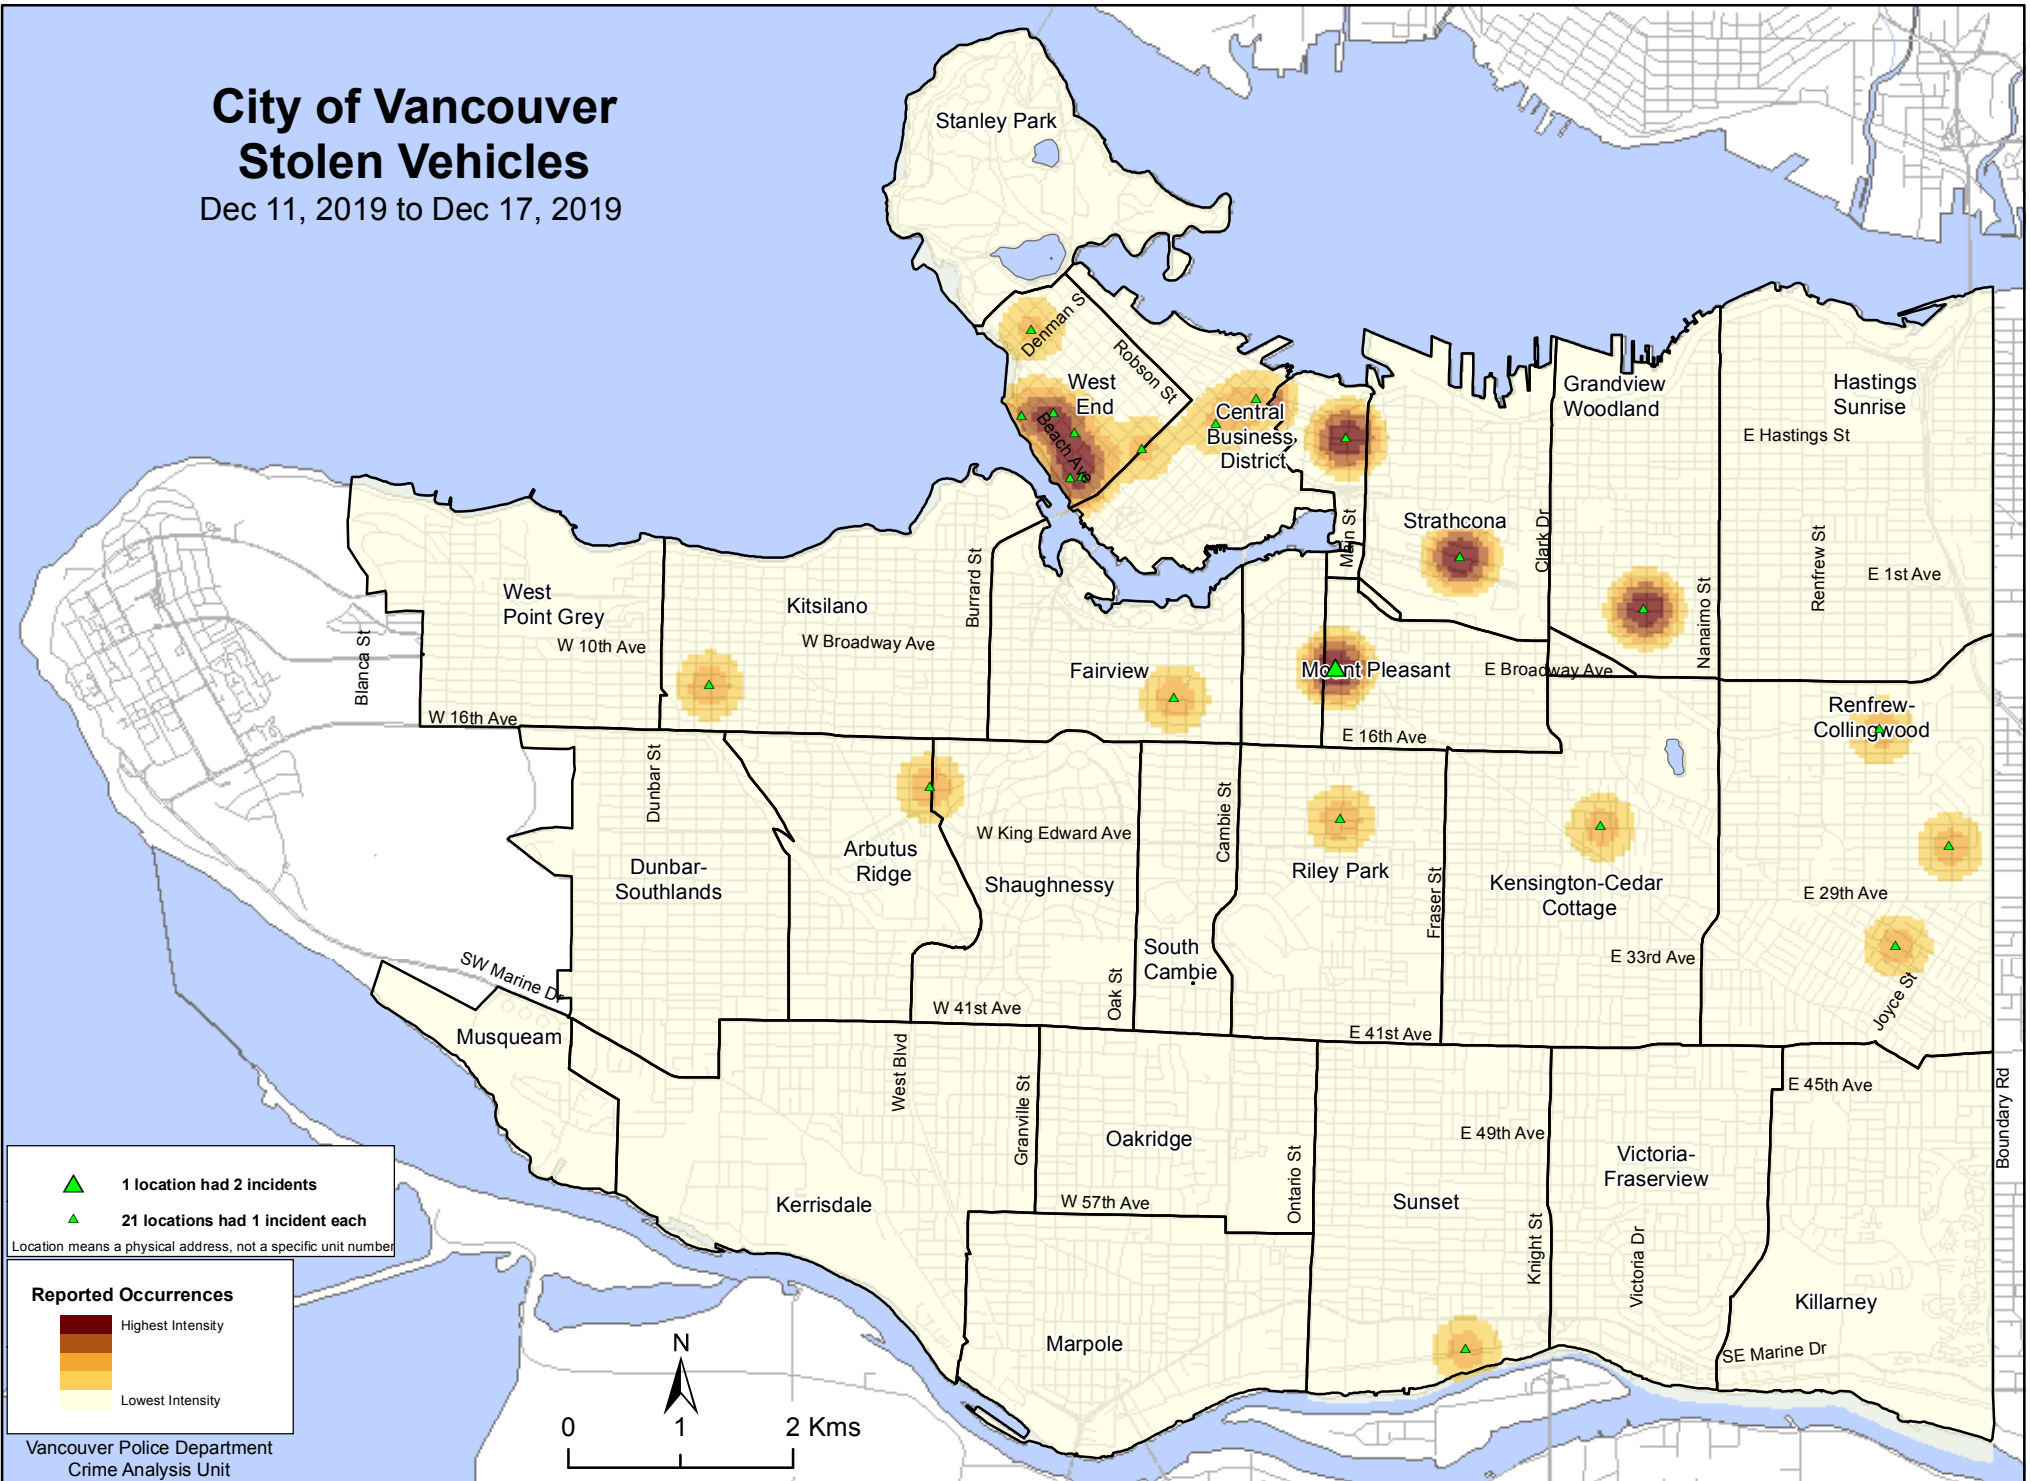 City of Vancouver
Stolen Vehicles
Dec 11, 2019 to Dec 17, 2019
Stanley Park
Denman S
Robson St
West
End
Beach Ave
Central
Business
District
Grandview
Woodland
Hastings
Sunrise
E Hastings St
Strathcona
Main St
Clark Dr
Nanaimo St
Renfrew St
E 1st Ave
West
Point Grey
W 10th Ave
Blanca St
W 16th Ave
Kitsilano
W Broadway Ave
Burrard St
Fairview
Mount Pleasant
E Broadway Ave
E 16th Ave
Renfrew-
Collingwood
Dunbar St
Dunbar-
Southlands
Arbutus
Ridge
W King Edward Ave
Shaughnessy
Cambie St
South
Cambie
Oak St
W 41st Ave
Riley Park
Fraser St
Kensington-Cedar
Cottage
E 29th Ave
E 33rd Ave
Joyce St
E 41st Ave
SW Marine Dr
Musqueam
West Blvd
Granville St
Kerrisdale
Oakridge
W 57th Ave
Ontario St
E 49th Ave
Sunset
Knight St
Victoria-
Fraserview
Victoria Dr
E 45th Ave
Boundary Rd
Killarney
SE Marine Dr
Marpole
1 location had 2 incidents
21 locations had 1 incident each
Location means a physical address, not a specific unit number
Reported Occurrences
Highest Intensity
Lowest Intensity
Vancouver Police Department
Crime Analysis Unit
N
0 1 2 Kms